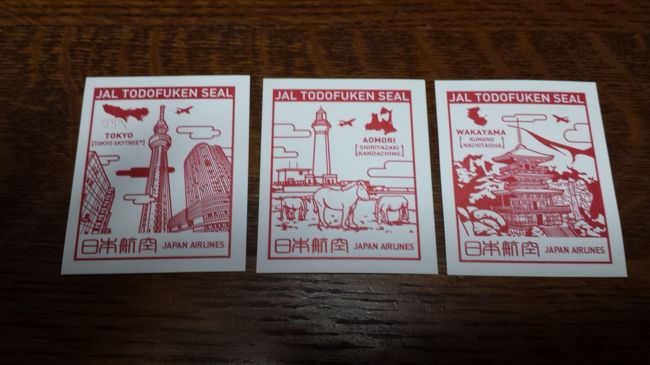 JAL TODOFUKEN SEAL
TOKYO
[TOKYO SKYTREE®]
日本航空 JAPAN AIRLINES
JAL TODOFUKEN SEAL
AOMORI
[SHIRIYAZAKI
KANDACHIME]
日本航空 JAPAN AIRLINES
JAL TODOFUKEN SEAL
WAKAYAMA
[KUMANO
NACHITAISHA]
日本航空 JAPAN AIRLINES